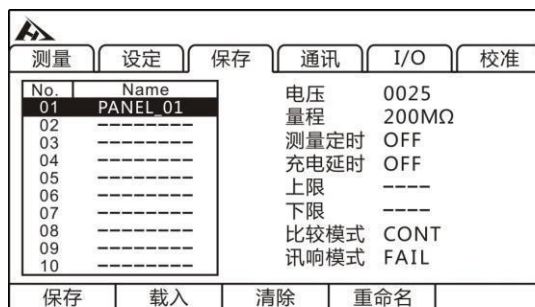 测量 设定 保存 通讯 I/O 校准
No. Name
01 PANEL_01
02 --------
03 --------
04 --------
05 --------
06 --------
07 --------
08 --------
09 --------
10 --------
电压 0025
量程 200MΩ
测量定时 OFF
充电延时 OFF
上限 ----
下限 ----
比较模式 CONT
讯响模式 FAIL
保存 载入 清除 重命名